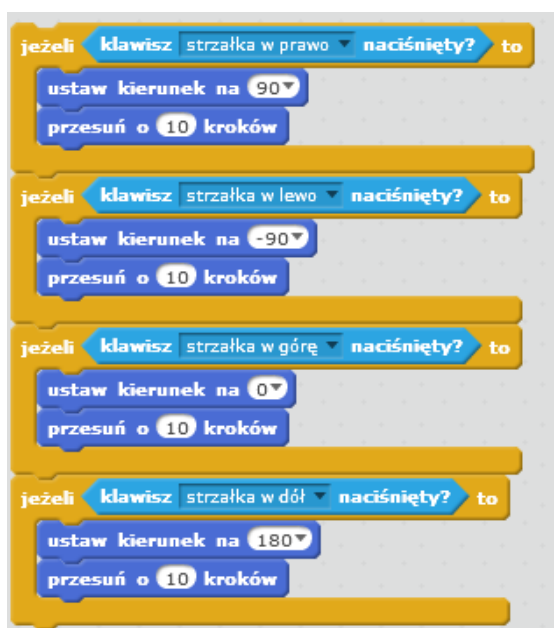 jeżeli klawisz strzałka w prawo naciśnięty? to
ustaw kierunek na 90
przesuń o 10 kroków
jeżeli klawisz strzałka w lewo naciśnięty? to
ustaw kierunek na -90
przesuń o 10 kroków
jeżeli klawisz strzałka w górę naciśnięty? to
ustaw kierunek na 0
przesuń o 10 kroków
jeżeli klawisz strzałka w dół naciśnięty? to
ustaw kierunek na 180
przesuń o 10 kroków